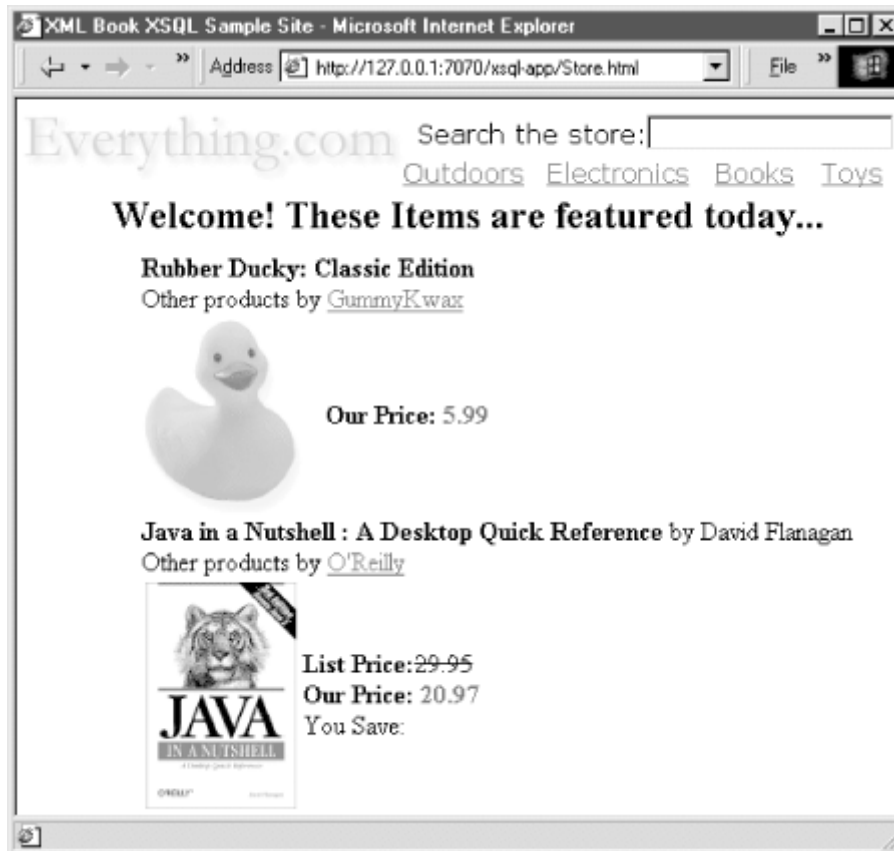 XML Book XSQL Sample Site - Microsoft Internet Explorer
Address http://127.0.0.1:7070/xsql-app/Store.html File
Everything.com
Search the store:
Outdoors Electronics Books Toys
Welcome! These Items are featured today...
Rubber Ducky: Classic Edition
Other products by GummyKwax
Our Price: 5.99
Java in a Nutshell : A Desktop Quick Reference by David Flanagan
Other products by O'Reilly
List Price:29.95
Our Price: 20.97
You Save:
JAVA
IN A NUTSHELL
A Desktop Quick Reference
O'REILLY